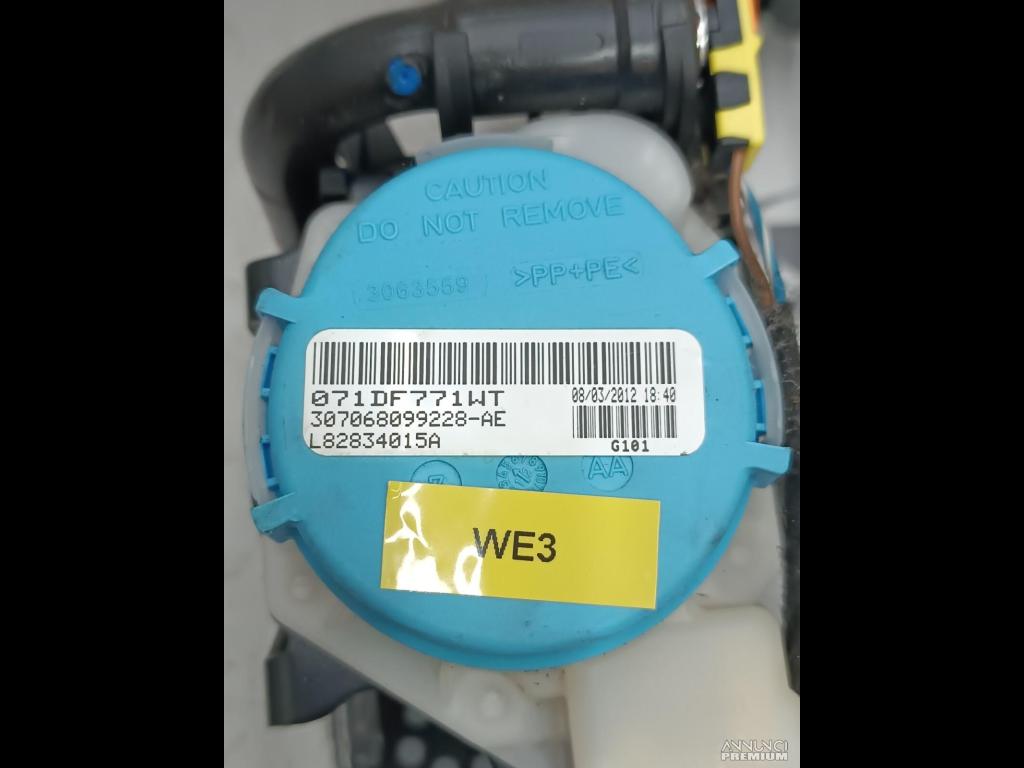 CAUTION
DO NOT REMOVE
3063559
>PP+PE<
071DF771WT
08/03/2012 18:40
307068099228-AE
L82834015A
G101
AA
WE3
ANNUNCI
PREMIUM